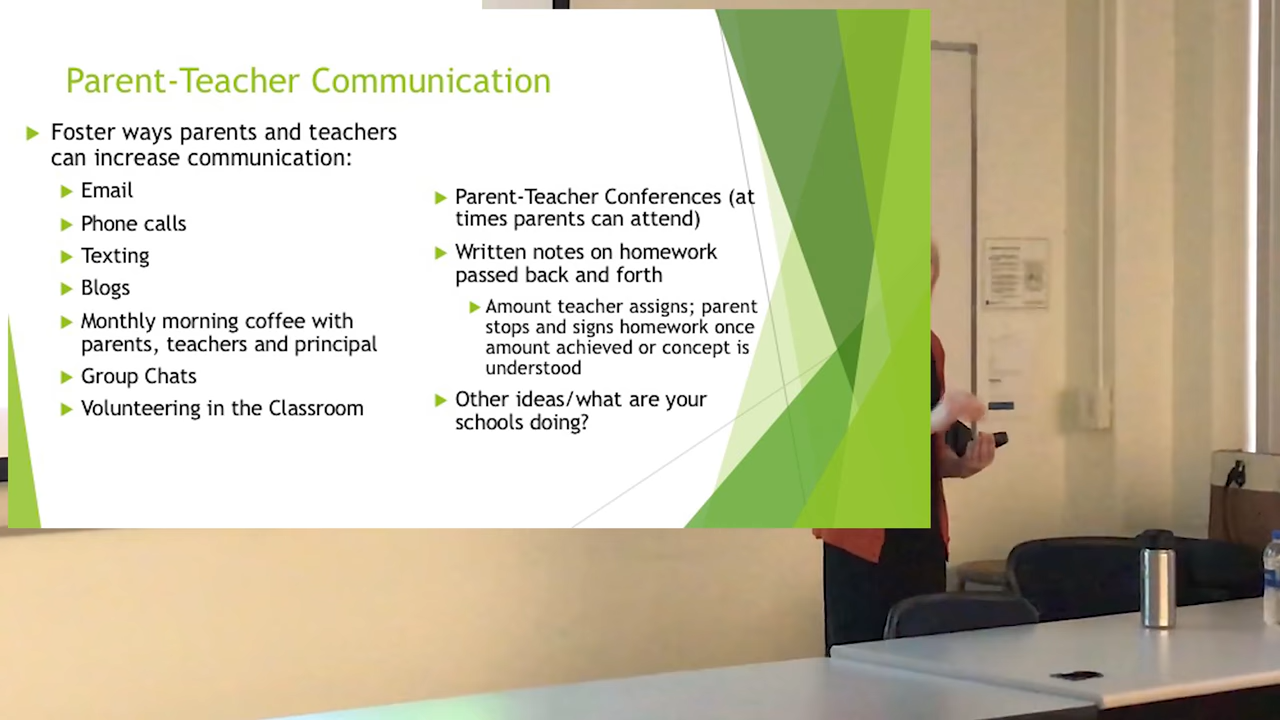 Parent-Teacher Communication
Foster ways parents and teachers
can increase communication:
Email
Phone calls
Texting
Blogs
Monthly morning coffee with
parents, teachers and principal
Group Chats
Volunteering in the Classroom
Parent-Teacher Conferences (at
times parents can attend)
Written notes on homework
passed back and forth
Amount teacher assigns; parent
stops and signs homework once
amount achieved or concept is
understood
Other ideas/what are your
schools doing?